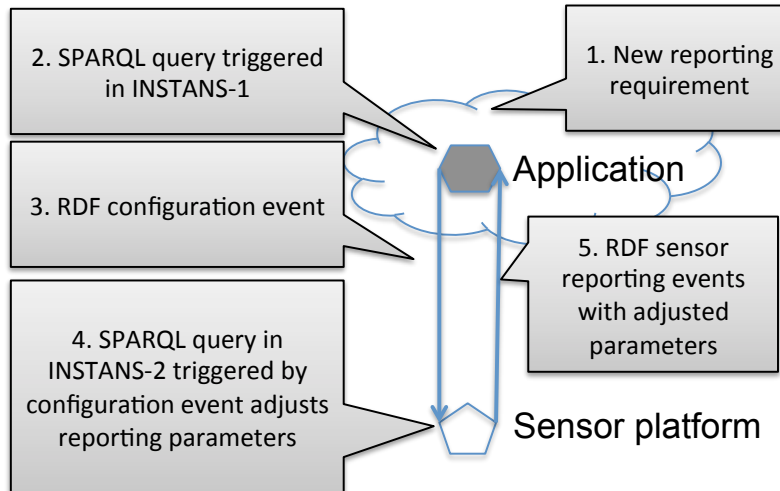 2. SPARQL query triggered
in INSTANS-1
1. New reporting
requirement
Application
3. RDF configuration event
5. RDF sensor
reporting events
with adjusted
parameters
4. SPARQL query in
INSTANS-2 triggered by
configuration event adjusts
reporting parameters
Sensor platform